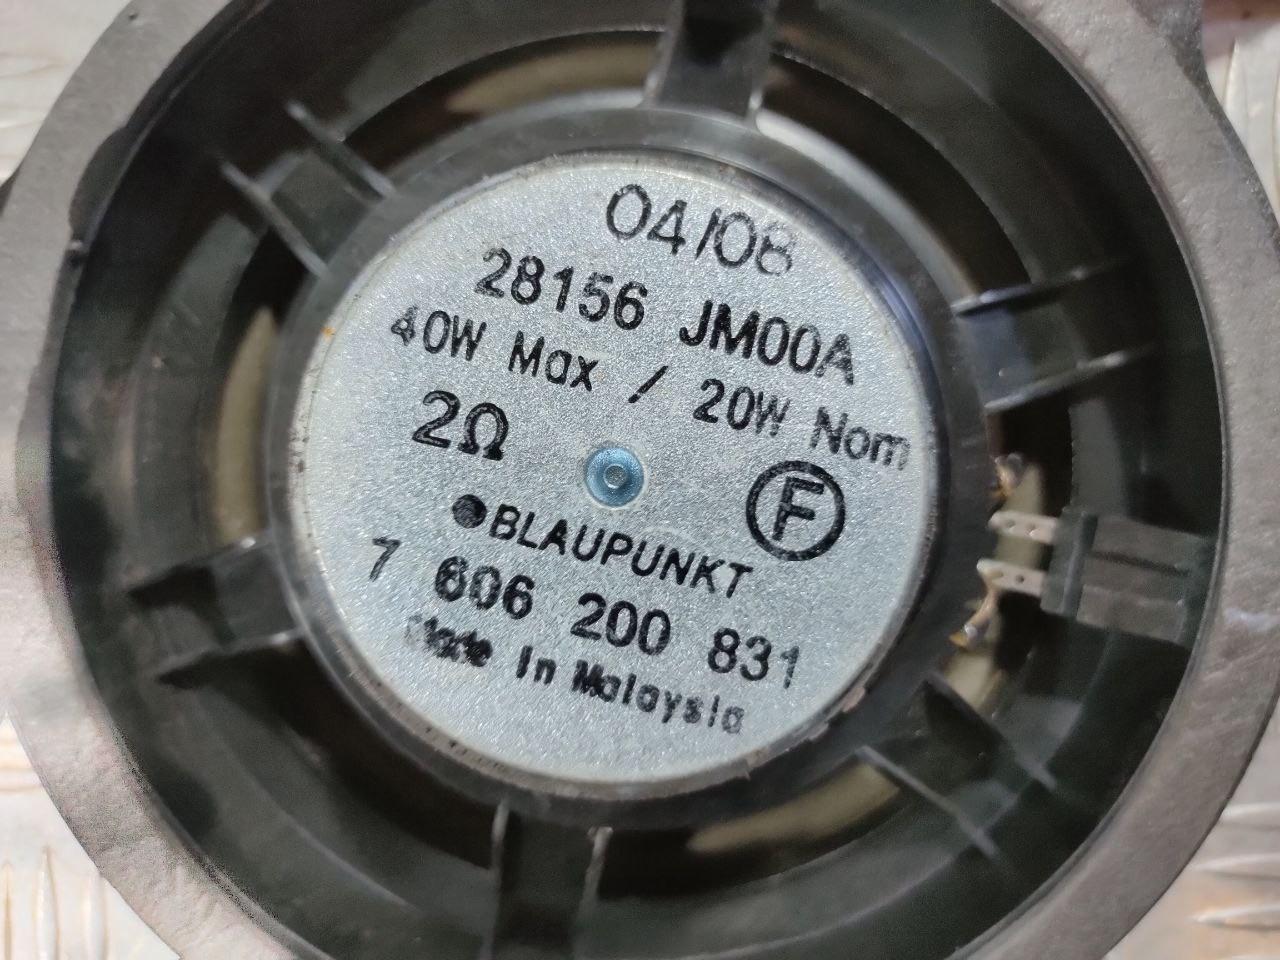 04/08
28156 JM00A
40W Max / 20W Nom
2Ω
F
BLAUPUNKT
7 606 200 831
Made In Malaysia